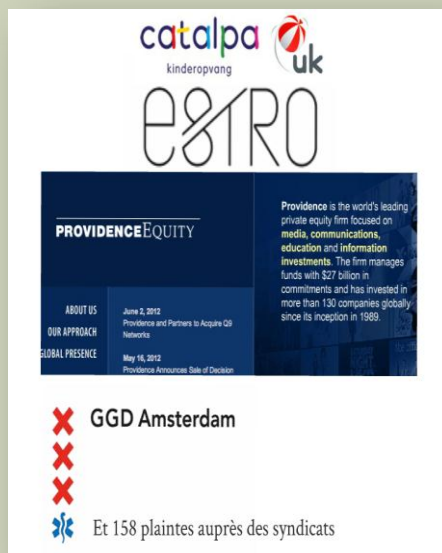 catalpa
kinderopvang
uk
ESTRO
PROVIDENCE EQUITY
ABOUT US
OUR APPROACH
GLOBAL PRESENCE
June 2, 2012
Providence and Partners to Acquire Q9
Networks
May 16, 2012
Providence Announces Sale of Decision
Providence is the world's leading
private equity firm focused on
media, communications,
education and information
investments. The firm manages
funds with $27 billion in
commitments and has invested in
more than 130 companies globally
since its inception in 1989.
GGD Amsterdam
Et 158 plaintes auprès des syndicats